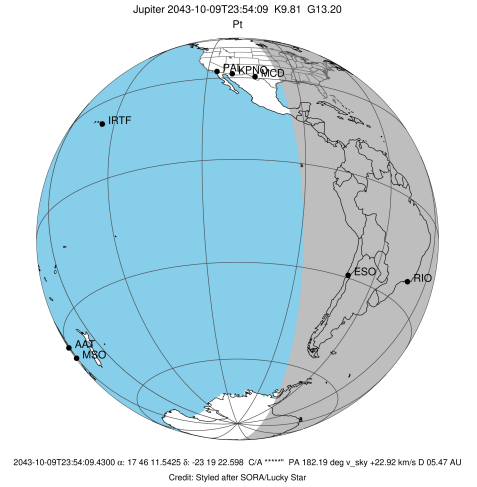 Jupiter 2043-10-09T23:54:09  K9.81  G13.20
Pt
PAL
KPNO
MCD
IRTF
ESO
RIO
AAT
MSO
2043-10-09T23:54:09.4300 α: 17 46 11.5425 δ: -23 19 22.598  C/A *****"  PA 182.19 deg v_sky +22.92 km/s D 05.47 AU
Credit: Styled after SORA/Lucky Star